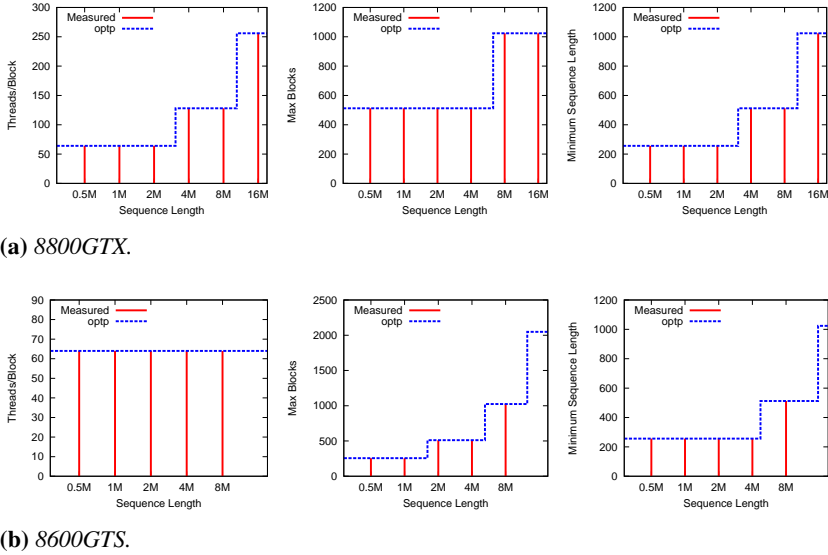 300
250
200
150
100
50
0
Threads/Block
Measured
optp
0.5M 1M 2M 4M 8M 16M
Sequence Length
1200
1000
800
600
400
200
0
Max Blocks
Measured
optp
0.5M 1M 2M 4M 8M 16M
Sequence Length
1200
1000
800
600
400
200
0
Minimum Sequence Length
Measured
optp
0.5M 1M 2M 4M 8M 16M
Sequence Length
(a) 8800GTX.
90
80
70
60
50
40
30
20
10
0
Threads/Block
Measured
optp
0.5M 1M 2M 4M 8M
Sequence Length
2500
2000
1500
1000
500
0
Max Blocks
Measured
optp
0.5M 1M 2M 4M 8M
Sequence Length
1200
1000
800
600
400
200
0
Minimum Sequence Length
Measured
optp
0.5M 1M 2M 4M 8M
Sequence Length
(b) 8600GTS.